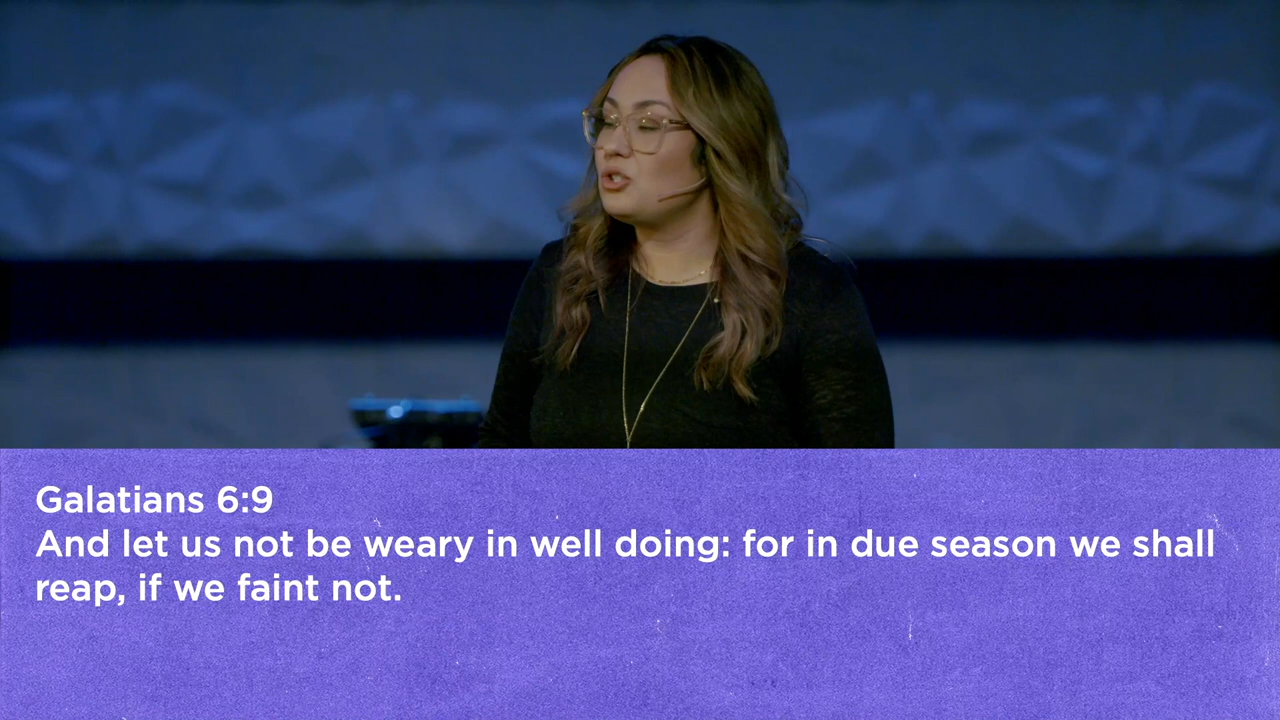 Galatians 6:9
And let us not be weary in well doing: for in due season we shall
reap, if we faint not.